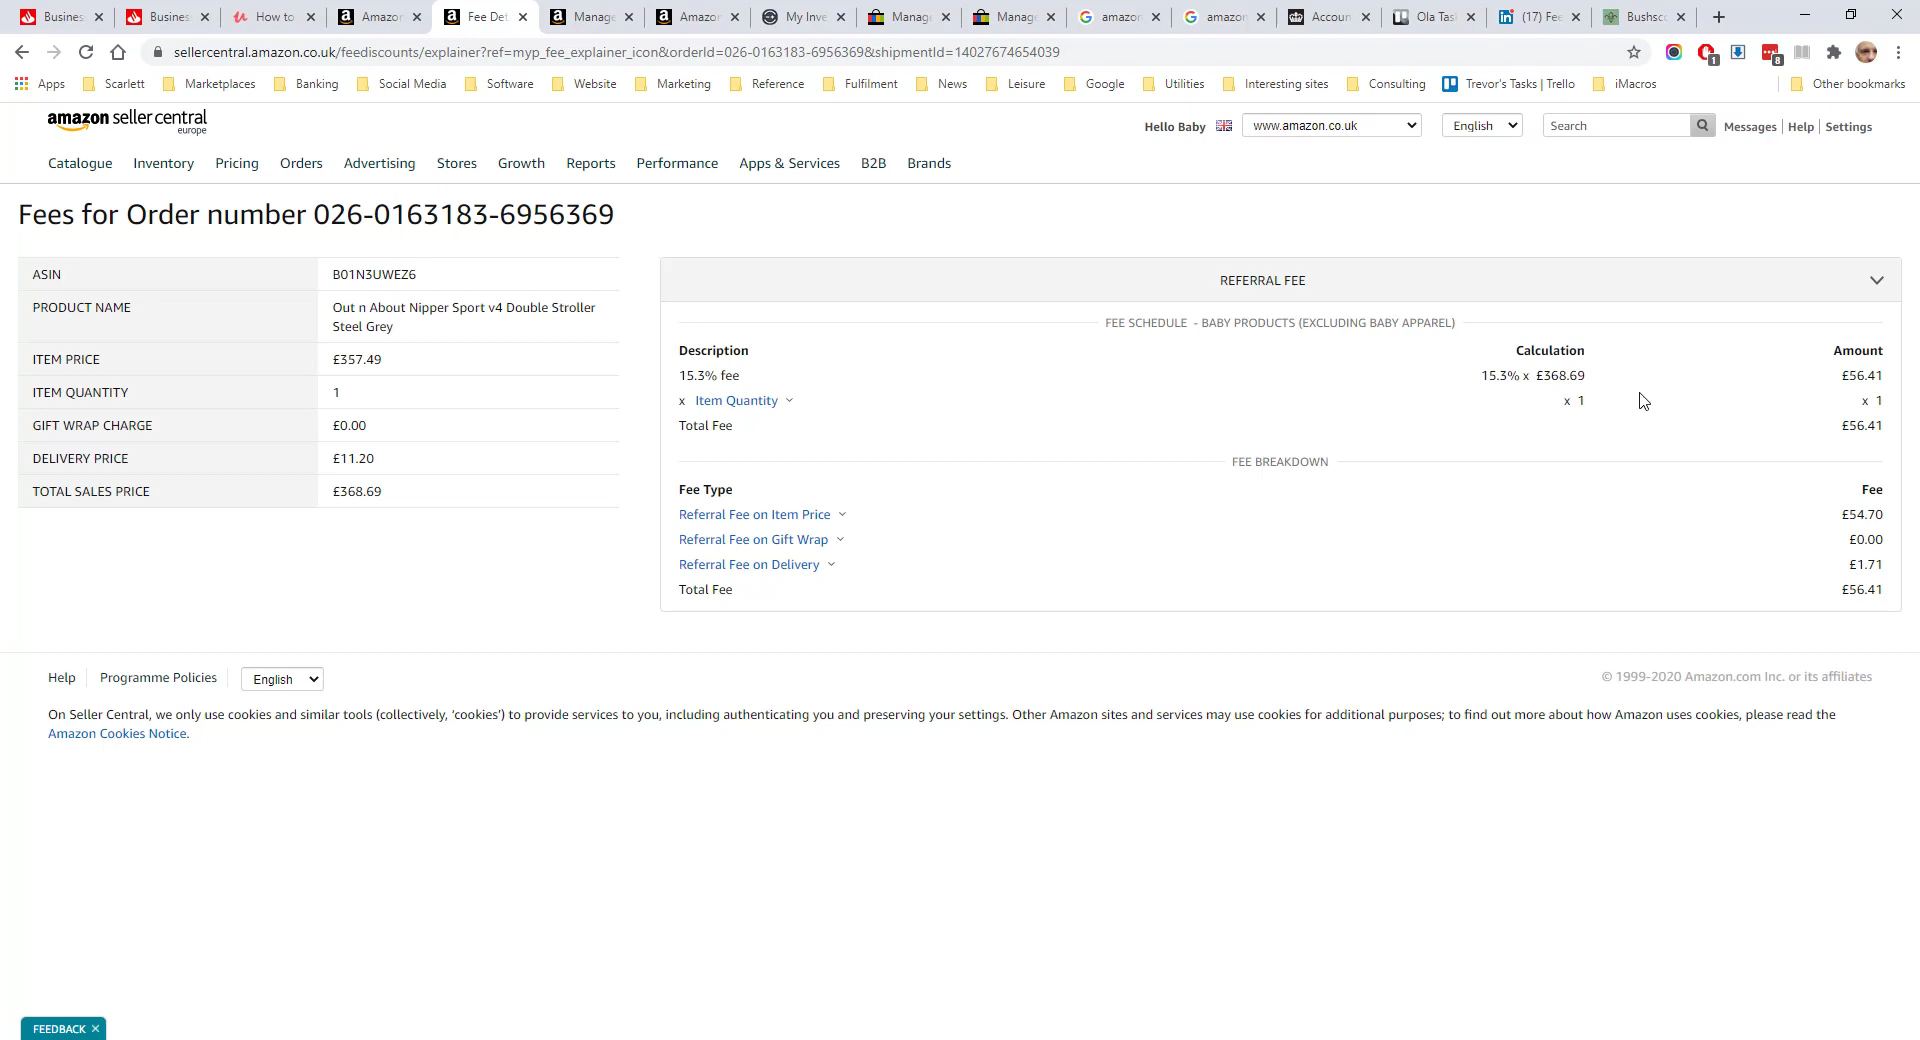 Busines
Busines
How to
Amazor
Fee Det
Manage
Amazor
My Inve
Manag
Manag
amazor
amazon
Accoun
Ola Tas
(17) Fee
Bushsc
sellercentral.amazon.co.uk/feediscounts/explainer?ref=myp_fee_explainer_icon&orderId=026-0163183-6956369&shipmentId=14027674654039
1
8
Apps Scarlett Marketplaces Banking Social Media Software Website Marketing Reference Fulfilment News Leisure Google Utilities Interesting sites Consulting Trevor's Tasks | Trello iMacros Other bookmarks
amazon seller central
europe
Hello Baby www.amazon.co.uk English Search Messages | Help | Settings
Catalogue Inventory Pricing Orders Advertising Stores Growth Reports Performance Apps & Services B2B Brands
Fees for Order number 026-0163183-6956369
ASIN B01N3UWEZ6
PRODUCT NAME Out n About Nipper Sport v4 Double Stroller
Steel Grey
ITEM PRICE £357.49
ITEM QUANTITY 1
GIFT WRAP CHARGE £0.00
DELIVERY PRICE £11.20
TOTAL SALES PRICE £368.69
REFERRAL FEE
FEE SCHEDULE - BABY PRODUCTS (EXCLUDING BABY APPAREL)
Description Calculation Amount
15.3% fee 15.3% x £368.69 £56.41
x Item Quantity x 1 x 1
Total Fee £56.41
FEE BREAKDOWN
Fee Type Fee
Referral Fee on Item Price £54.70
Referral Fee on Gift Wrap £0.00
Referral Fee on Delivery £1.71
Total Fee £56.41
Help Programme Policies English © 1999-2020 Amazon.com Inc. or its affiliates
On Seller Central, we only use cookies and similar tools (collectively, ‘cookies’) to provide services to you, including authenticating you and preserving your settings. Other Amazon sites and services may use cookies for additional purposes; to find out more about how Amazon uses cookies, please read the
Amazon Cookies Notice.
FEEDBACK ×